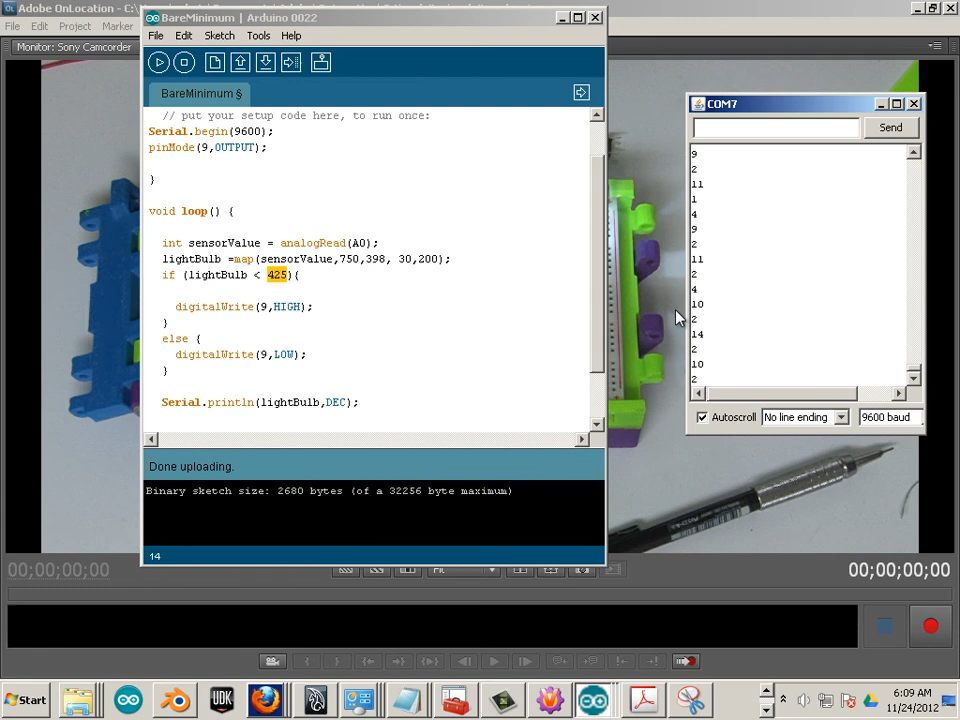 Adobe OnLocation - C:\
BareMinimum | Arduino 0022
File Edit Project Marker
File Edit Sketch Tools Help
Monitor: Sony Camcorder
BareMinimum §
// put your setup code here, to run once:
Serial.begin(9600);
pinMode(9,OUTPUT);
}
void loop() {
int sensorValue = analogRead(A0);
lightBulb =map(sensorValue,750,398, 30,200);
if (lightBulb < 425){
digitalWrite(9,HIGH);
}
else {
digitalWrite(9,LOW);
}
Serial.println(lightBulb,DEC);
Done uploading.
Binary sketch size: 2680 bytes (of a 32256 byte maximum)
14
COM7
Send
9
2
11
1
4
9
2
11
2
4
10
2
14
2
10
2
Autoscroll No line ending 9600 baud
00;00;00;00
Fit
00;00;00;00
Start
UDK
6:09 AM
11/24/2012